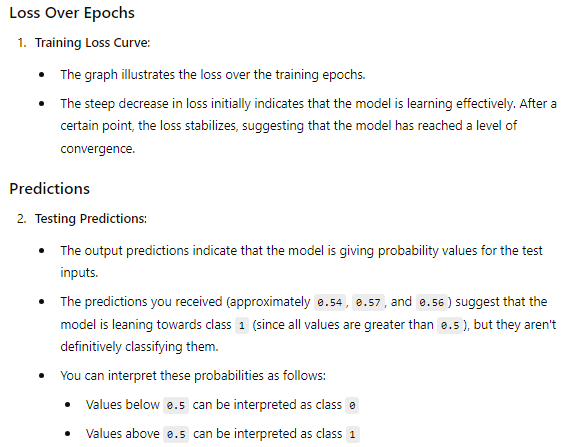 Loss Over Epochs
1. Training Loss Curve:
• The graph illustrates the loss over the training epochs.
• The steep decrease in loss initially indicates that the model is learning effectively. After a
certain point, the loss stabilizes, suggesting that the model has reached a level of
convergence.
Predictions
2. Testing Predictions:
• The output predictions indicate that the model is giving probability values for the test
inputs.
• The predictions you received (approximately 0.54, 0.57, and 0.56) suggest that the
model is leaning towards class 1 (since all values are greater than 0.5), but they aren't
definitively classifying them.
• You can interpret these probabilities as follows:
• Values below 0.5 can be interpreted as class 0
• Values above 0.5 can be interpreted as class 1